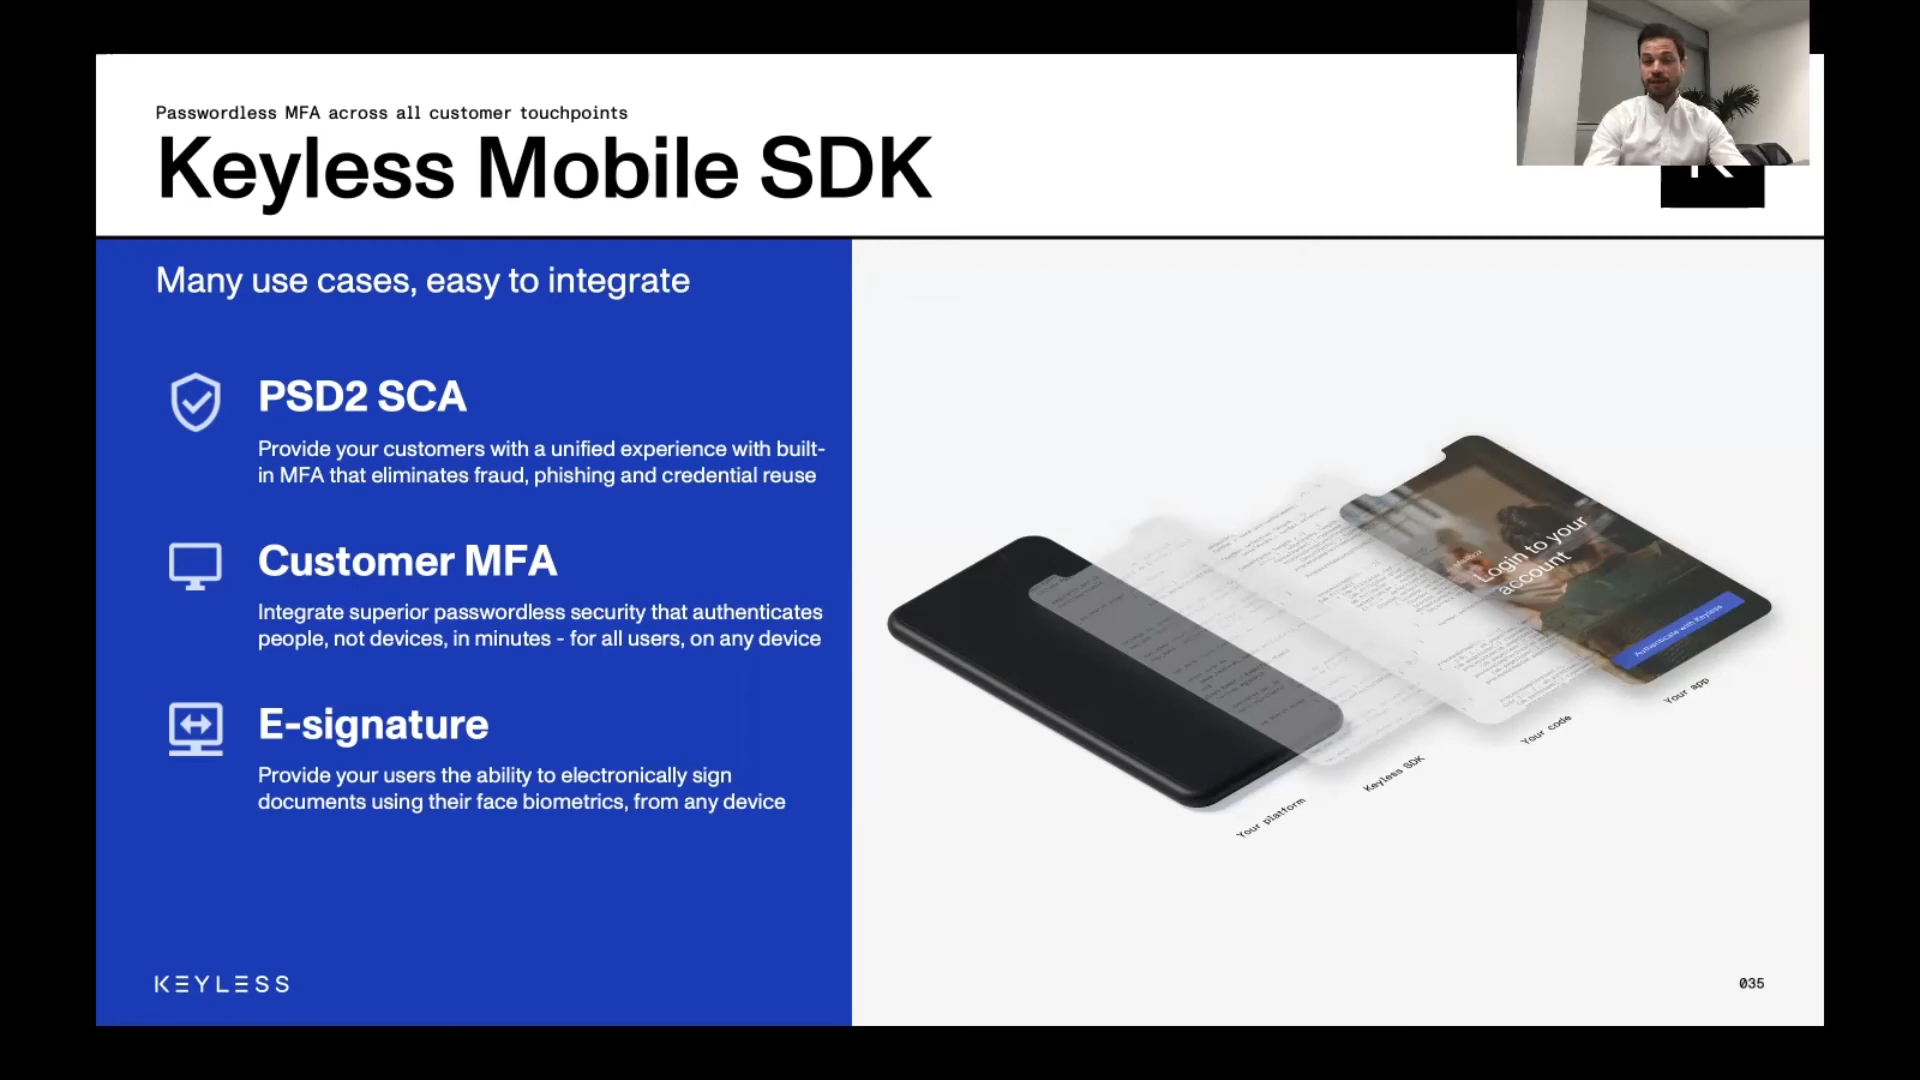 Passwordless MFA across all customer touchpoints
Keyless Mobile SDK
Many use cases, easy to integrate
PSD2 SCA
Provide your customers with a unified experience with built-
in MFA that eliminates fraud, phishing and credential reuse
Customer MFA
Integrate superior passwordless security that authenticates
people, not devices, in minutes - for all users, on any device
E-signature
Provide your users the ability to electronically sign
documents using their face biometrics, from any device
Login to your
account
Authenticate with Keyless
Your app
Your code
Keyless SDK
Your platform
KEYLESS
035